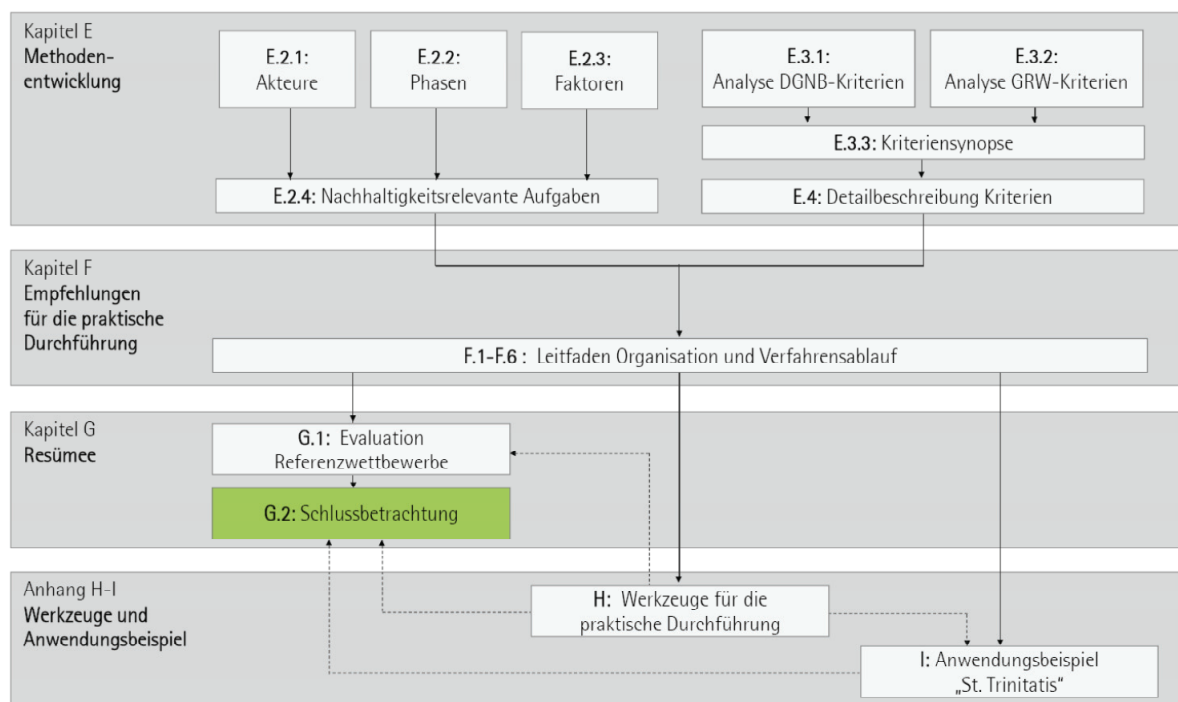 Kapitel E
Methoden-
entwicklung
E.2.1:
Akteure
E.2.2:
Phasen
E.2.3:
Faktoren
E.3.1:
Analyse DGNB-Kriterien
E.3.2:
Analyse GRW-Kriterien
E.3.3: Kriteriensynopse
E.2.4: Nachhaltigkeitsrelevante Aufgaben
E.4: Detailbeschreibung Kriterien
Kapitel F
Empfehlungen
für die praktische
Durchführung
F.1-F.6 : Leitfaden Organisation und Verfahrensablauf
Kapitel G
Resümee
G.1: Evaluation
Referenzwettbewerbe
G.2: Schlussbetrachtung
Anhang H-I
Werkzeuge und
Anwendungsbeispiel
H: Werkzeuge für die
praktische Durchführung
I: Anwendungsbeispiel
„St. Trinitatis“